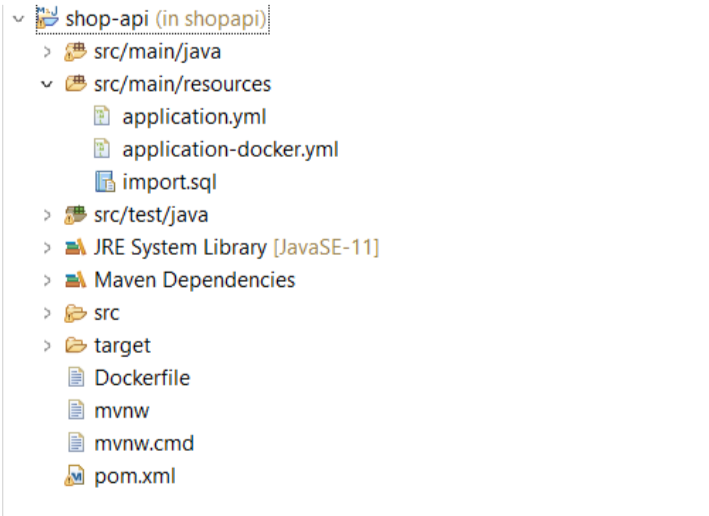 shop-api (in shopapi)
src/main/java
src/main/resources
application.yml
application-docker.yml
import.sql
src/test/java
JRE System Library [JavaSE-11]
Maven Dependencies
src
target
Dockerfile
mvnw
mvnw.cmd
pom.xml